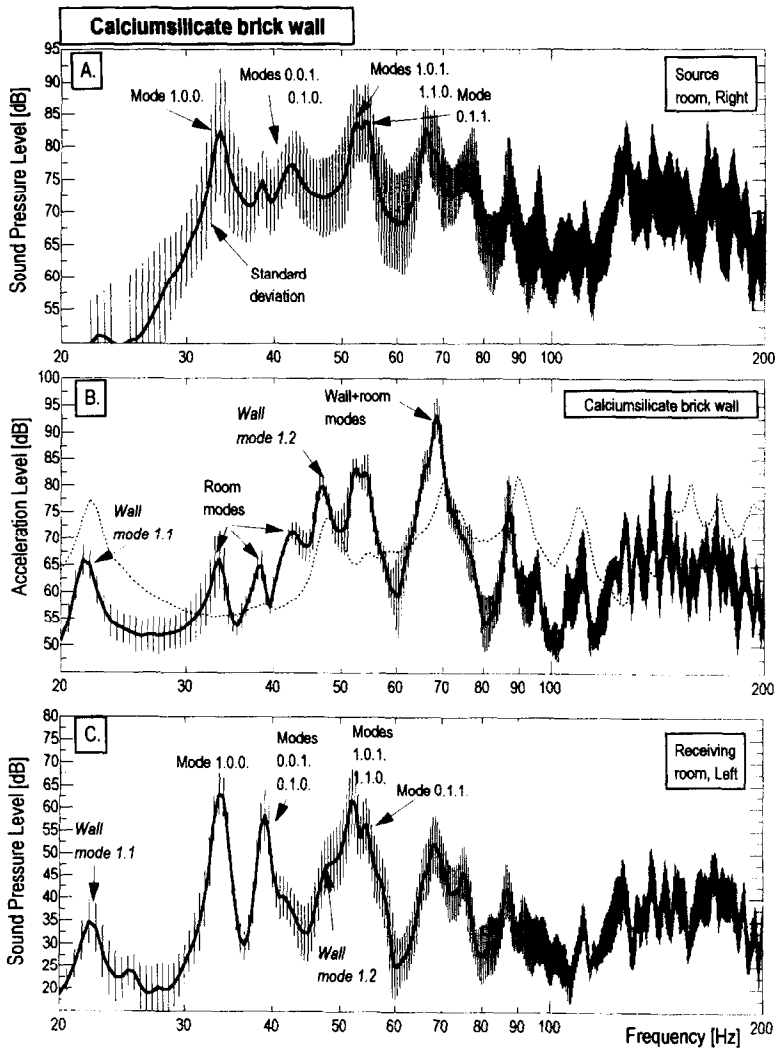 Calciumsilicate brick wall
A.
Sound Pressure Level [dB]
95
90
85
80
75
70
65
60
55
Mode 1.0.0.
Modes 0.0.1.
0.1.0.
Modes 1.0.1.
1.1.0.
Mode
0.1.1.
Standard
deviation
Source
room, Right
20 30 40 50 60 70 80 90 100 200
B.
Acceleration Level [dB]
100
95
90
85
80
75
70
65
60
55
50
Wall
mode 1.1
Room
modes
Wall
mode 1.2
Wall+room
modes
Calciumsilicate brick wall
20 30 40 50 60 70 80 90 100 200
C.
Sound Pressure Level [dB]
80
75
70
65
60
55
50
45
40
35
30
25
20
Wall
mode 1.1
Mode 1.0.0.
Modes
0.0.1.
0.1.0.
Modes
1.0.1.
1.1.0.
Mode 0.1.1.
Wall
mode 1.2
Receiving
room, Left
20 30 40 50 60 70 80 90 100 200
Frequency [Hz]